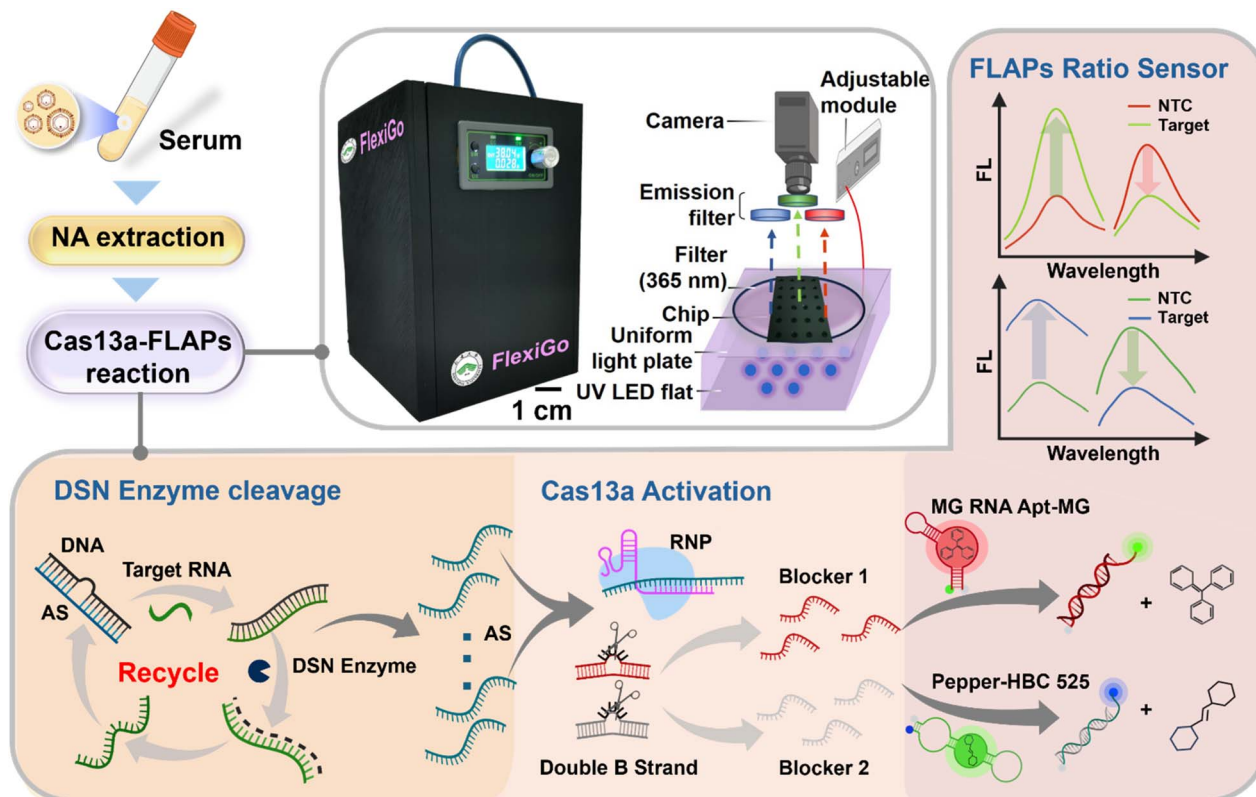 Serum
NA extraction
Cas13a-FLAPs
reaction
FlexiGo
FlexiGo
1 cm
Camera
Adjustable
module
Emission
filter
Filter
(365 nm)
Chip
Uniform
light plate
UV LED flat
FLAPs Ratio Sensor
FL
NTC
Target
Wavelength
FL
NTC
Target
Wavelength
DSN Enzyme cleavage
DNA
Target RNA
AS
Recycle
DSN Enzyme
AS
Cas13a Activation
RNP
Double B Strand
Blocker 1
Blocker 2
MG RNA Apt-MG
+
Pepper-HBC 525
+